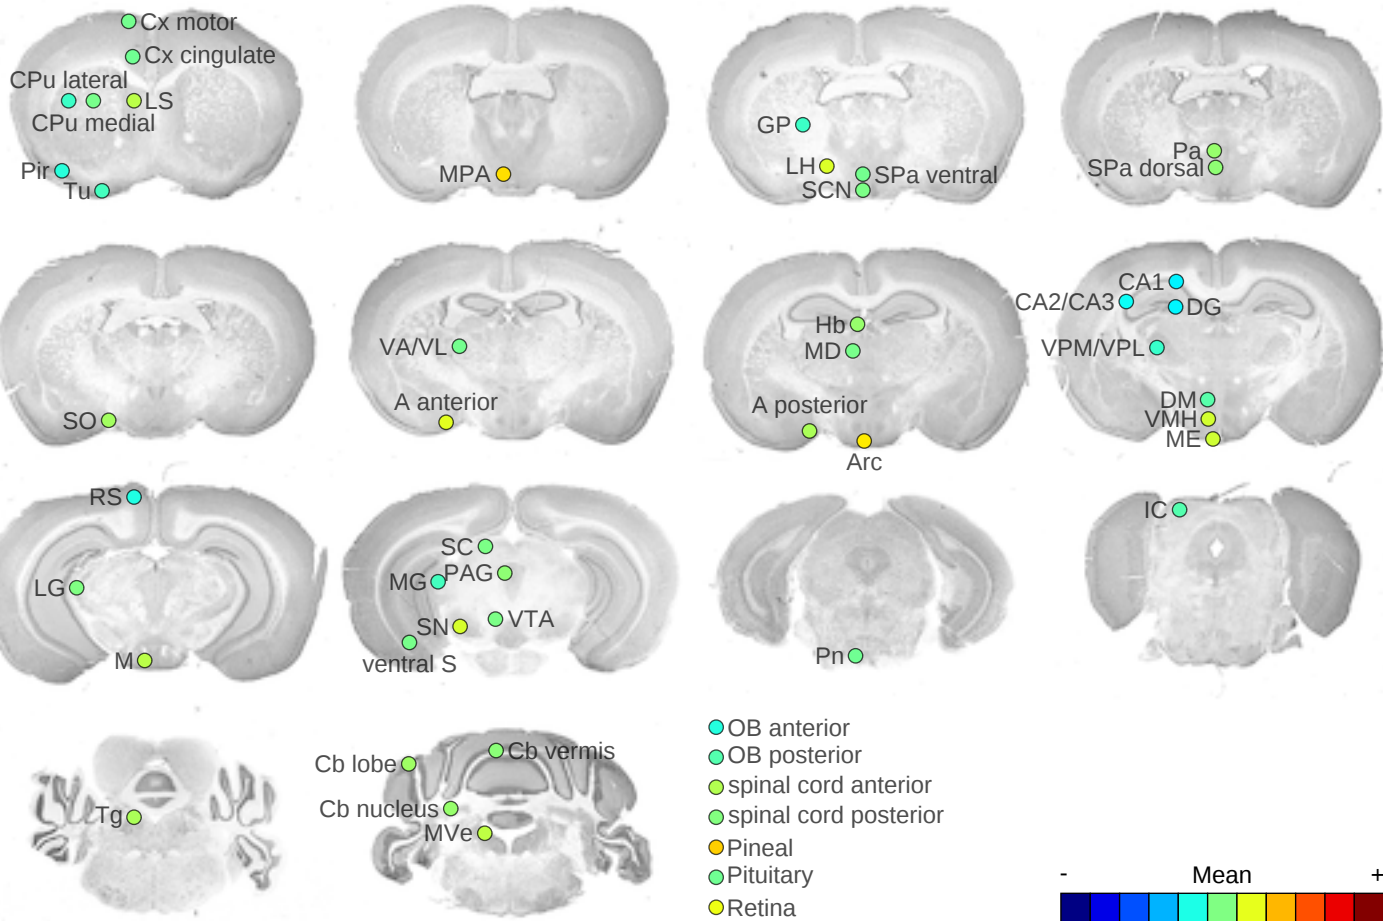 Cx motor
Cx cingulate
CPu lateral
LS
CPu medial
Pir
Tu
MPA
GP
LH
SPa ventral
SCN
Pa
SPa dorsal
SO
VA/VL
A anterior
Hb
MD
A posterior
Arc
CA1
CA2/CA3
DG
VPM/VPL
DM
VMH
ME
RS
LG
M
SC
MG
PAG
SN
VTA
ventral S
Pn
IC
Tg
Cb lobe
Cb vermis
Cb nucleus
MVe
OB anterior
OB posterior
spinal cord anterior
spinal cord posterior
Pineal
Pituitary
Retina
- Mean +